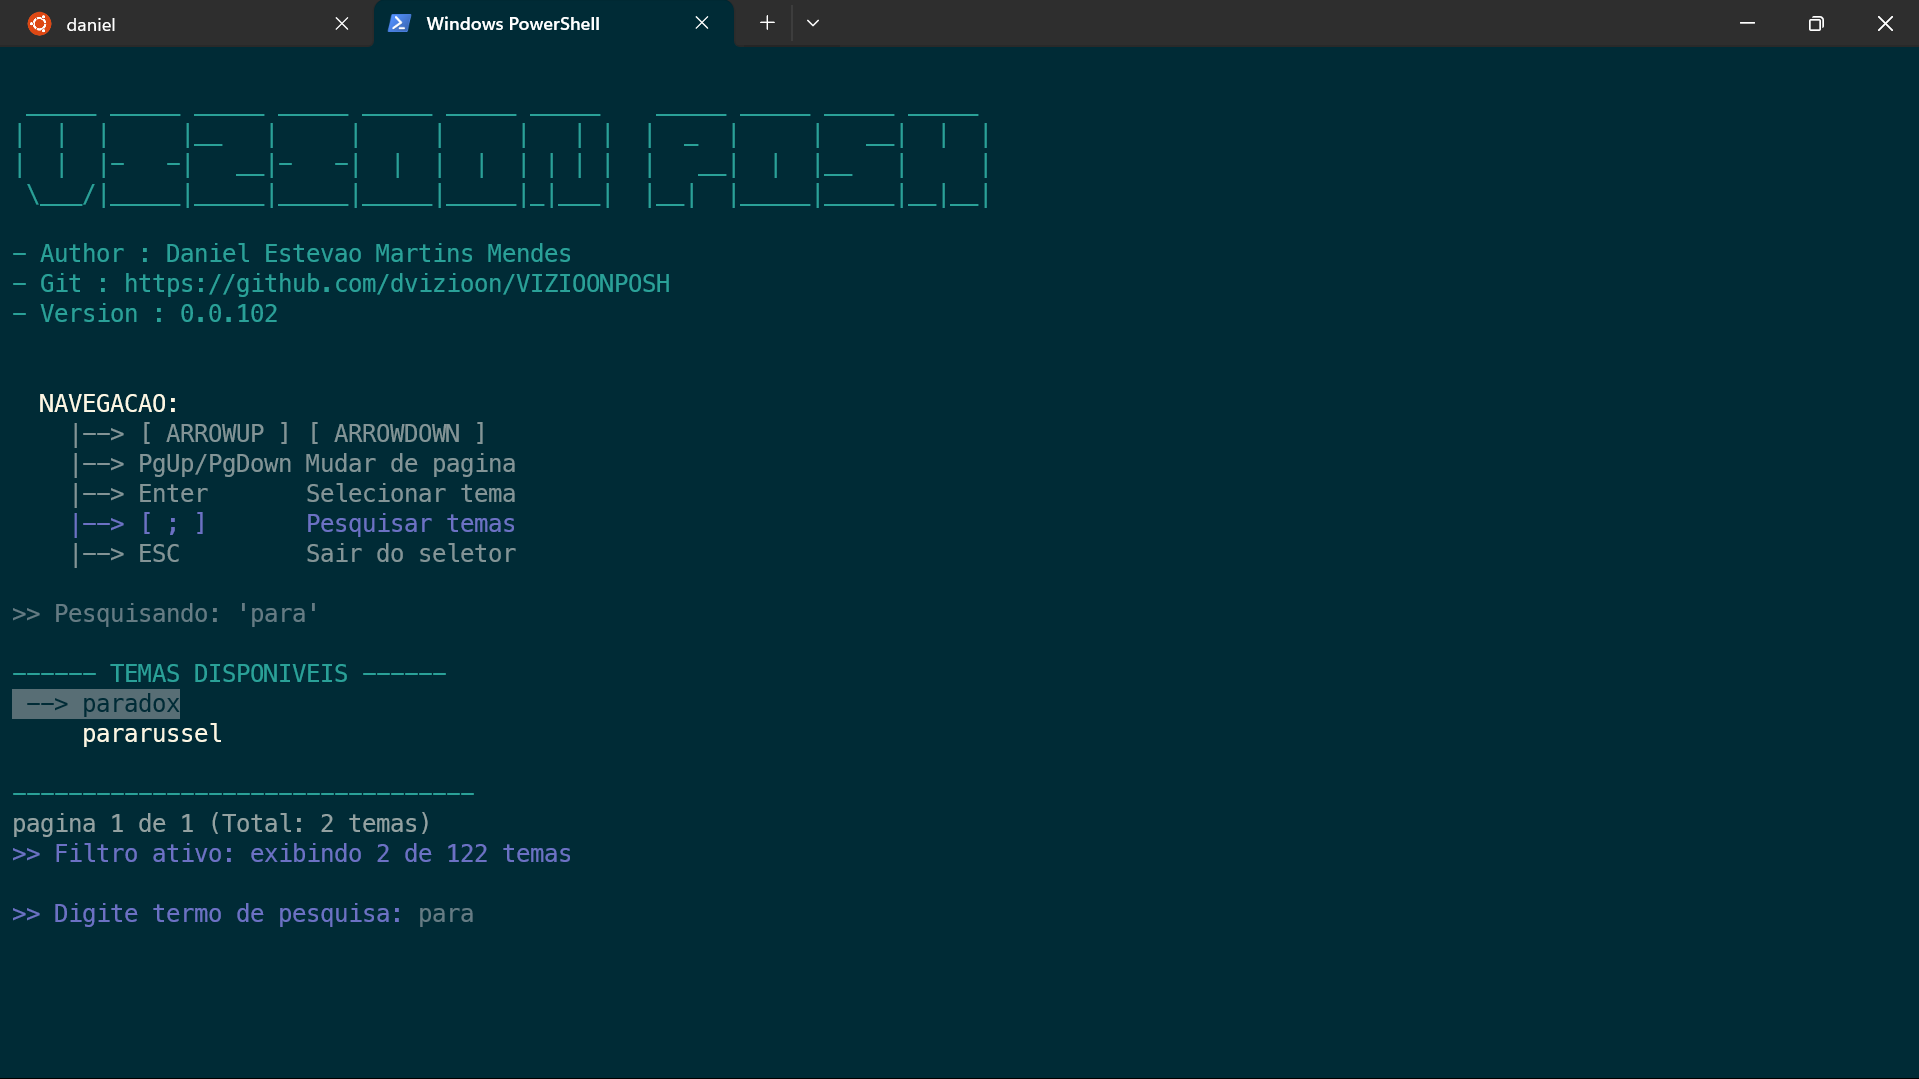 daniel
Windows PowerShell
VIZIOON POSH
- Author : Daniel Estevao Martins Mendes
- Git : https://github.com/dvizioon/VIZIOONPOSH
- Version : 0.0.102
NAVEGACAO:
|--> [ ARROWUP ] [ ARROWDOWN ]
|--> PgUp/PgDown Mudar de pagina
|--> Enter Selecionar tema
|--> [ ; ] Pesquisar temas
|--> ESC Sair do seletor
>> Pesquisando: 'para'
------ TEMAS DISPONIVEIS ------
--> paradox
pararussel
---------------------------------
pagina 1 de 1 (Total: 2 temas)
>> Filtro ativo: exibindo 2 de 122 temas
>> Digite termo de pesquisa: para